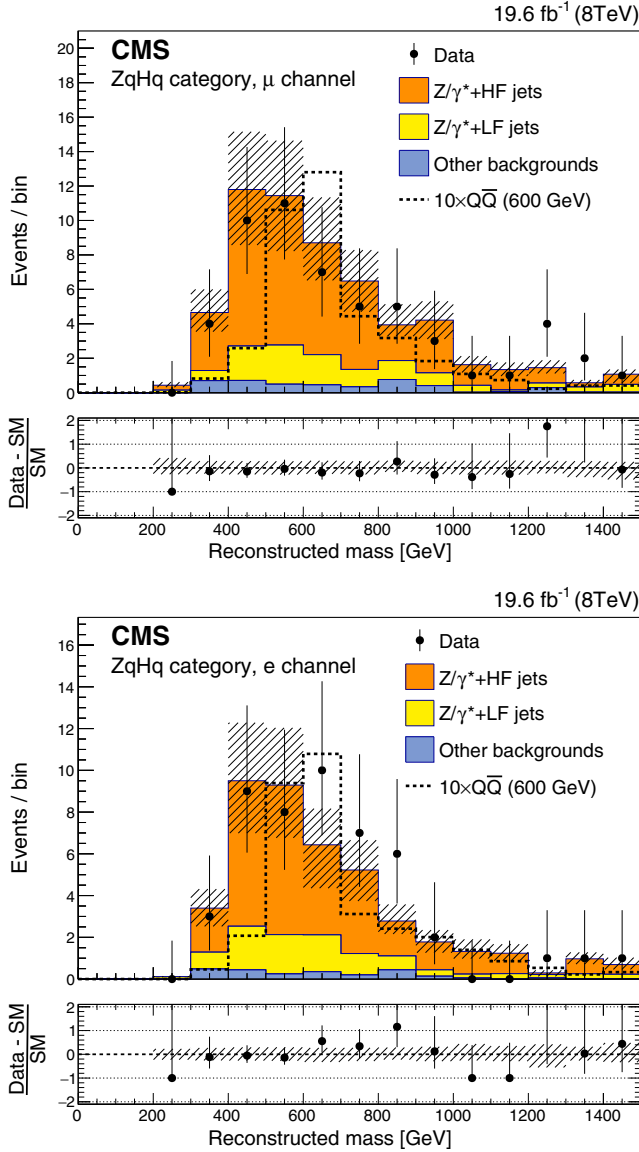 19.6 fb⁻¹ (8TeV)
CMS
ZqHq category, μ channel
Data
Z/γ*+HF jets
Z/γ*+LF jets
Other backgrounds
10×QQ̅ (600 GeV)
Events / bin
20
18
16
14
12
10
8
6
4
2
0
Data - SM
SM
2
1
0
−1
−2
0 200 400 600 800 1000 1200 1400
Reconstructed mass [GeV]
19.6 fb⁻¹ (8TeV)
CMS
ZqHq category, e channel
Data
Z/γ*+HF jets
Z/γ*+LF jets
Other backgrounds
10×QQ̅ (600 GeV)
Events / bin
16
14
12
10
8
6
4
2
0
Data - SM
SM
2
1
0
−1
−2
0 200 400 600 800 1000 1200 1400
Reconstructed mass [GeV]